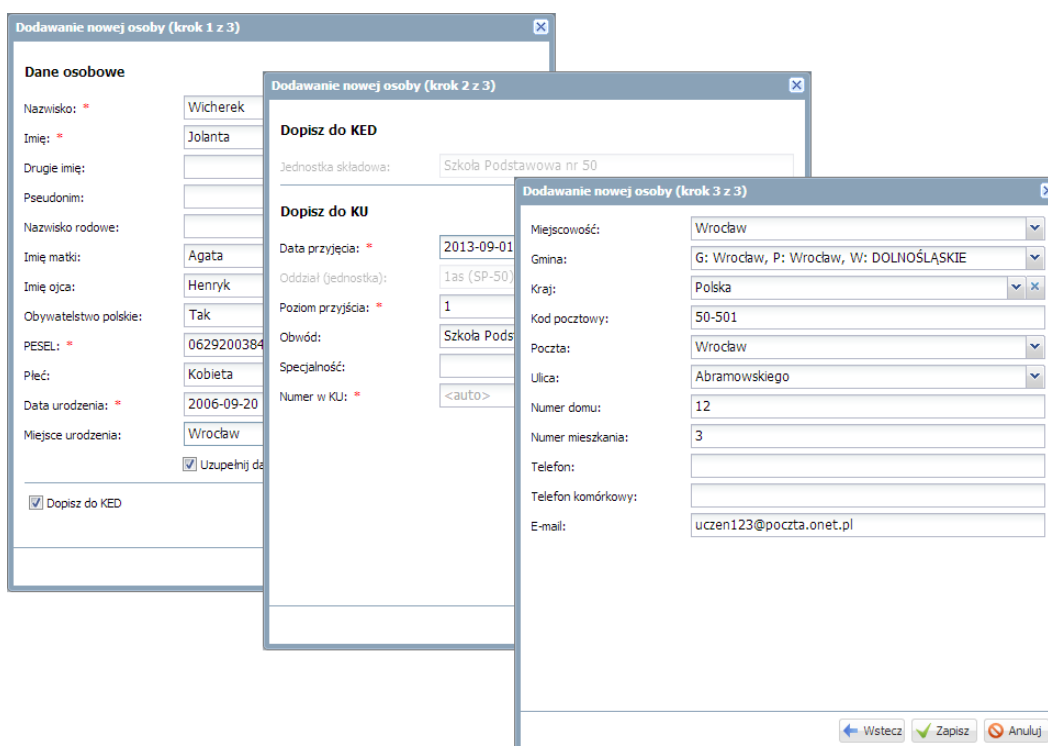 Dodawanie nowej osoby (krok 1 z 3)
Dane osobowe
Nazwisko: * Wicherek
Imię: * Jolanta
Drugie imię:
Pseudonim:
Nazwisko rodowe:
Imię matki: Agata
Imię ojca: Henryk
Obywatelstwo polskie: Tak
PESEL: * 0629200384
Płeć: Kobieta
Data urodzenia: * 2006-09-20
Miejsce urodzenia: Wrocław
Uzupełnij da
Dopisz do KED
Dodawanie nowej osoby (krok 2 z 3)
Dopisz do KED
Jednostka składowa: Szkoła Podstawowa nr 50
Dopisz do KU
Data przyjęcia: * 2013-09-01
Oddział (jednostka): 1as (SP-50)
Poziom przyjścia: * 1
Obwód: Szkoła Pods
Specjalność:
Numer w KU: * <auto>
Dodawanie nowej osoby (krok 3 z 3)
Miejscowość: Wrocław
Gmina: G: Wrocław, P: Wrocław, W: DOLNOŚLĄSKIE
Kraj: Polska
Kod pocztowy: 50-501
Poczta: Wrocław
Ulica: Abramowskiego
Numer domu: 12
Numer mieszkania: 3
Telefon:
Telefon komórkowy:
E-mail: uczen123@poczta.onet.pl
Wstecz Zapisz Anuluj